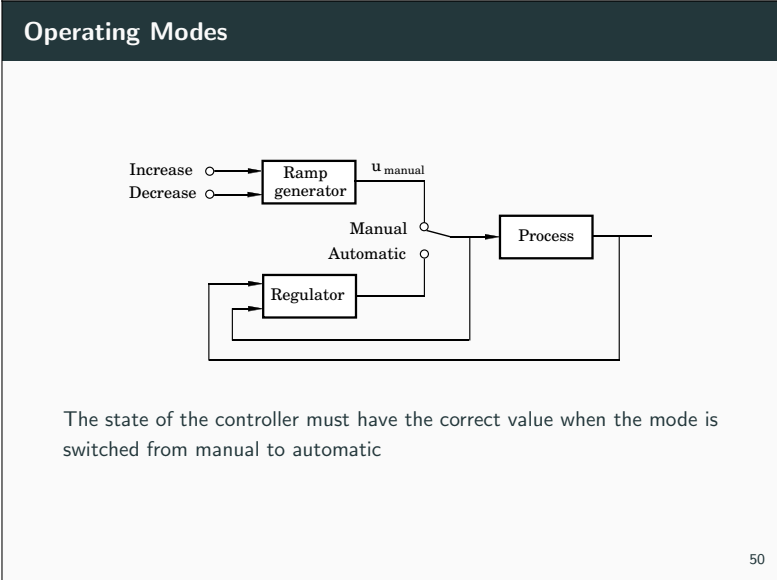 Operating Modes
Increase
Decrease
Ramp
generator
u manual
Manual
Automatic
Process
Regulator
The state of the controller must have the correct value when the mode is
switched from manual to automatic
50